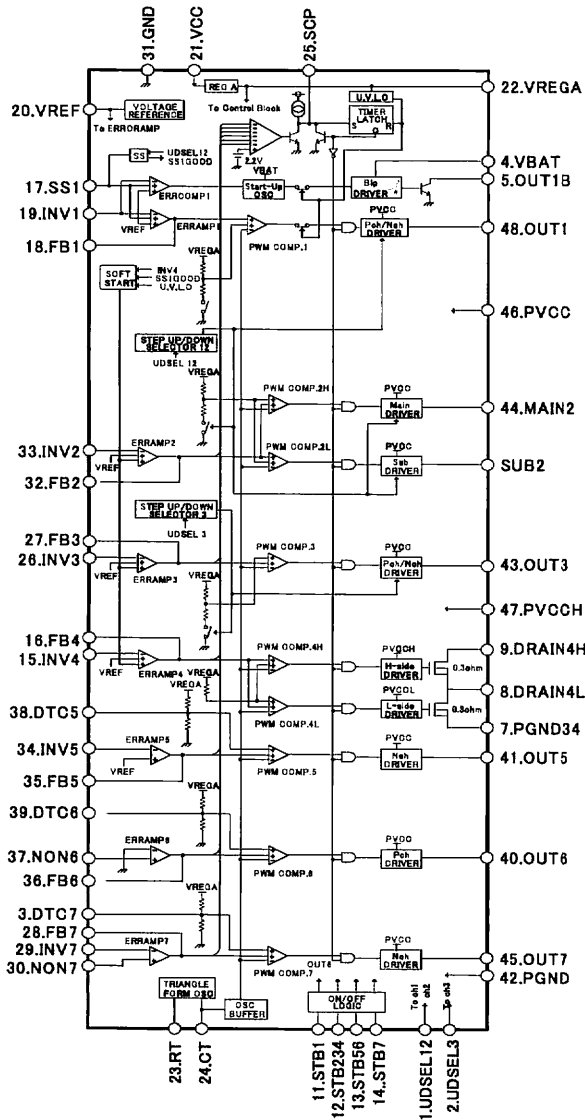 31.GND
21.VCC
25.SCP
22.VREGA
REG A
To Control Block
U.V.L.O
20.VREF
VOLTAGE
REFERENCE
To ERRORAMP
TIMER
LATCH
S
R
Q
2.2V
4.VBAT
5.OUT1B
SS
UDSEL12
SS1GOOD
VBAT
17.SS1
ERRCOMP1
Start-Up
OSC
Bip
DRIVER
19.INV1
VREF
ERRAMP1
18.FB1
PWM COMP.1
PVCC
Pch/Nch
DRIVER
48.OUT1
VREGA
SOFT
START
INV4
SS1GOOD
U.V.L.O
46.PVCC
STEP UP/DOWN
SELECTOR 12
UDSEL 12
VREGA
PWM COMP.2H
PVCC
Main
DRIVER
44.MAIN2
33.INV2
ERRAMP2
VREF
32.FB2
PWM COMP.2L
PVCC
Sub
DRIVER
SUB2
STEP UP/DOWN
SELECTOR 3
UDSEL 3
27.FB3
26.INV3
VREF
ERRAMP3
PWM COMP.3
PVCC
Pch/Nch
DRIVER
43.OUT3
VREGA
47.PVCCH
16.FB4
15.INV4
VREF
ERRAMP4
PWM COMP.4H
PVCCH
H-side
DRIVER
0.3ohm
9.DRAIN4H
8.DRAIN4L
VREGA
VREGA
PWM COMP.4L
PVCCL
L-side
DRIVER
0.3ohm
7.PGND34
38.DTC5
34.INV5
ERRAMP5
VREF
35.FB5
PWM COMP.5
PVCC
Nch
DRIVER
41.OUT5
39.DTC6
VREGA
37.NON6
ERRAMP6
36.FB6
PWM COMP.6
PVCC
Pch
DRIVER
40.OUT6
3.DTC7
VREGA
28.FB7
29.INV7
30.NON7
ERRAMP7
PWM COMP.7
PVCC
Nch
DRIVER
45.OUT7
42.PGND
OUT6
TRIANGLE
FORM OSC
OSC
BUFFER
ON/OFF
LOGIC
To ch1
ch2
To ch3
23.RT
24.CT
11.STB1
12.STB234
13.STB56
14..STB7
1.UDSEL12
2.UDSEL3